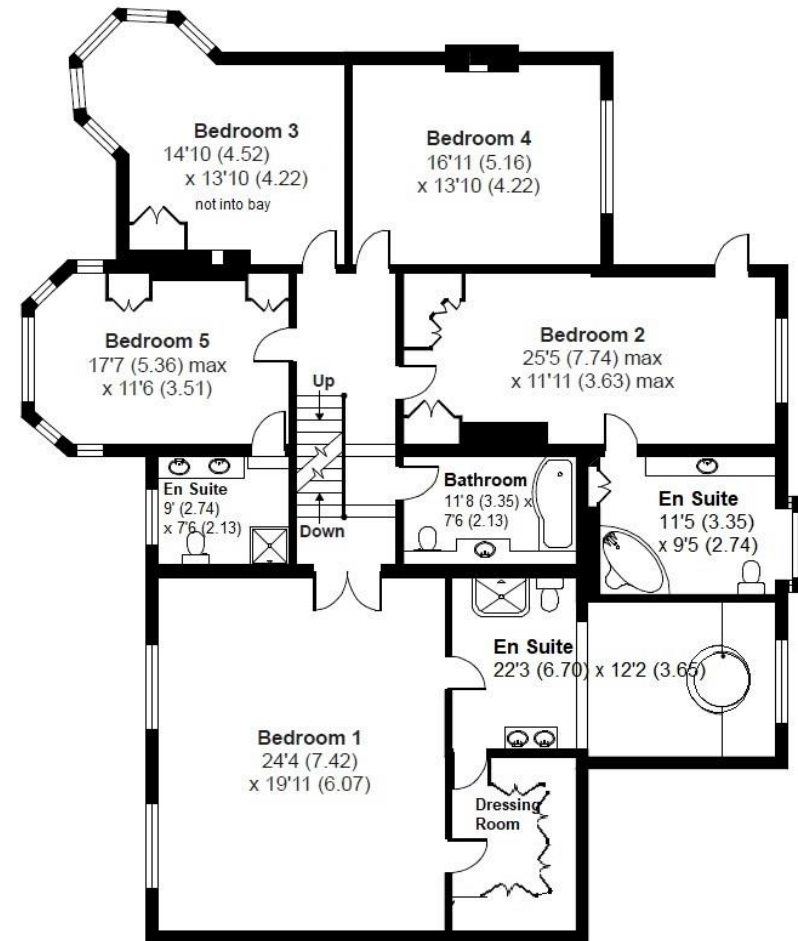 Bedroom 3
14'10 (4.52)
x 13'10 (4.22)
not into bay
Bedroom 4
16'11 (5.16)
x 13'10 (4.22)
Bedroom 5
17'7 (5.36) max
x 11'6 (3.51)
Up
Bedroom 2
25'5 (7.74) max
x 11'11 (3.63) max
En Suite
9' (2.74)
x 7'6 (2.13)
Down
Bathroom
11'8 (3.35) x
7'6 (2.13)
En Suite
11'5 (3.35)
x 9'5 (2.74)
En Suite
22'3 (6.70) x 12'2 (3.65)
Bedroom 1
24'4 (7.42)
x 19'11 (6.07)
Dressing
Room